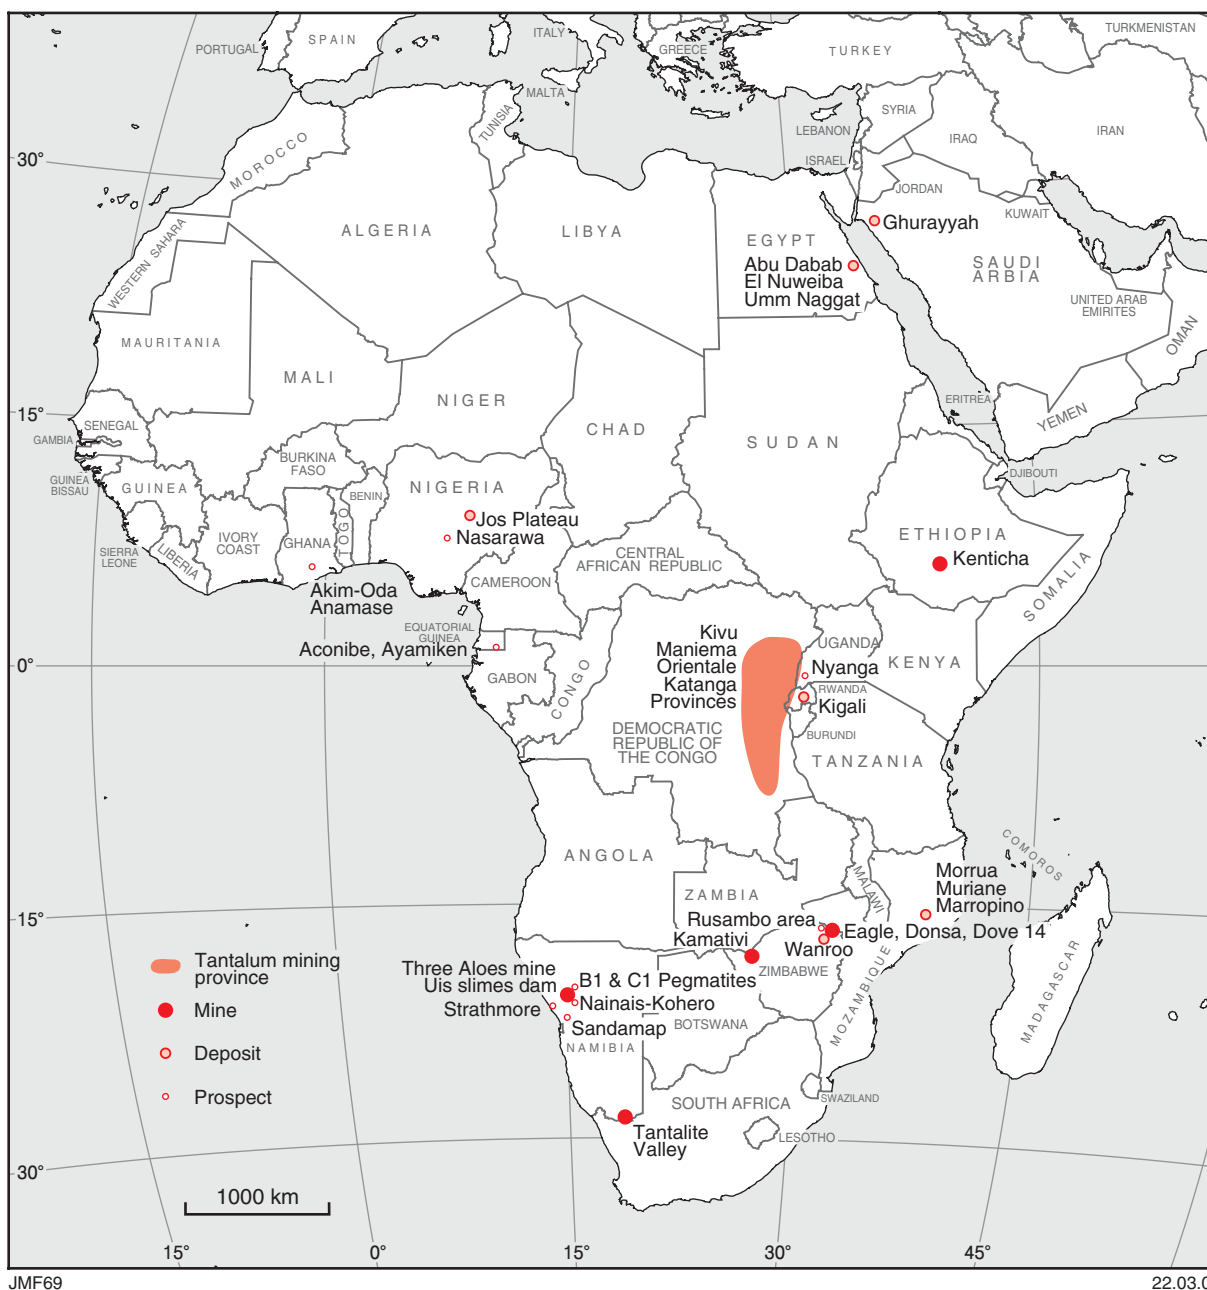 PORTUGAL
SPAIN
ITALY
GREECE
TURKEY
TURKMENISTAN
MALTA
TUNISIA
SYRIA
LEBANON
IRAQ
IRAN
ISRAEL
30°
MOROCCO
JORDAN
KUWAIT
ALGERIA
LIBYA
EGYPT
Ghurayyah
WESTERN SAHARA
Abu Dabab
El Nuweiba
Umm Naggat
SAUDI
ARBIA
UNITED ARAB
EMIRITES
OMAN
MAURITANIA
MALI
NIGER
CHAD
SUDAN
ERITREA
YEMEN
15°
SENEGAL
GAMBIA
GUINEA
BISSAU
GUINEA
BURKINA
FASO
BENIN
NIGERIA
DJIBOUTI
SIERRA
LEONE
LIBERIA
IVORY
COAST
GHANA
TOGO
Jos Plateau
Nasarawa
CENTRAL
AFRICAN REPUBLIC
ETHIOPIA
Kenticha
SOMALIA
CAMEROON
Akim-Oda
Anamase
EQUATORIAL
GUINEA
Aconibe, Ayamiken
0°
GABON
CONGO
Kivu
Maniema
Orientale
Katanga
Provinces
UGANDA
KENYA
Nyanga
RWANDA
Kigali
BURUNDI
DEMOCRATIC
REPUBLIC OF
THE CONGO
TANZANIA
ANGOLA
ZAMBIA
MALAWI
COMOROS
Morrua
Muriane
Marropino
15°
Rusambo area
Kamativi
Eagle, Donsa, Dove 14
Wanroo
ZIMBABWE
MOZAMBIQUE
MADAGASCAR
Three Aloes mine
Uis slimes dam
Strathmore
B1 & C1 Pegmatites
Nainais-Kohero
Sandamap
NAMIBIA
BOTSWANA
Tantalum mining
province
Mine
Deposit
Prospect
SOUTH AFRICA
SWAZILAND
LESOTHO
Tantalite
Valley
30°
1000 km
15°
0°
15°
30°
45°
JMF69
22.03.0